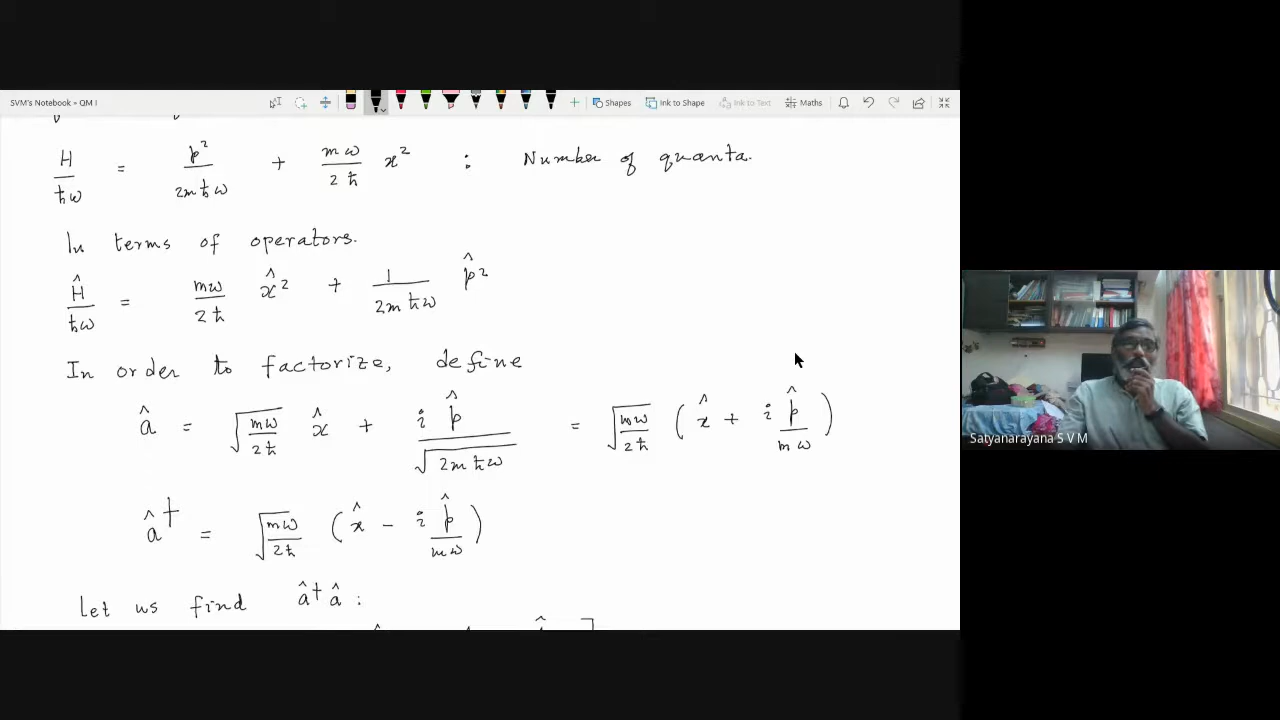 SVM's Notebook » QM I
Shapes Ink to Shape Ink to Text Maths
H/ħω = p²/2mħω + mω/2ħ x² : Number of quanta.
In terms of operators.
Ĥ/ħω = mω/2ħ x̂² + 1/2mħω p̂²
In order to factorize, define
â = √(mω/2ħ) x̂ + i p̂/√(2mħω) = √(mω/2ħ) (x̂ + i p̂/mω)
â† = √(mω/2ħ) (x̂ - i p̂/mω)
Let us find â†â :
Satyanarayana S V M